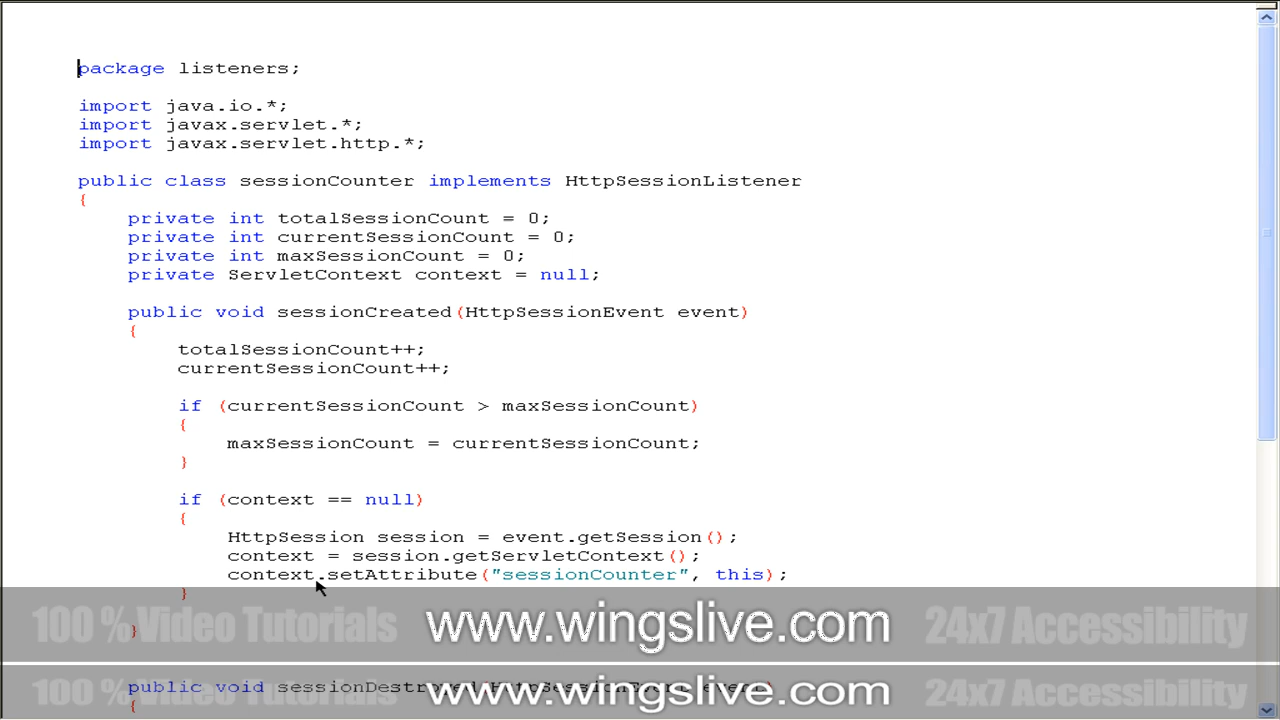 package listeners;
import java.io.*;
import javax.servlet.*;
import javax.servlet.http.*;
public class sessionCounter implements HttpSessionListener
{
private int totalSessionCount = 0;
private int currentSessionCount = 0;
private int maxSessionCount = 0;
private ServletContext context = null;
public void sessionCreated(HttpSessionEvent event)
{
totalSessionCount++;
currentSessionCount++;
if (currentSessionCount > maxSessionCount)
{
maxSessionCount = currentSessionCount;
}
if (context == null)
{
HttpSession session = event.getSession();
context = session.getServletContext();
context.setAttribute("sessionCounter", this);
}
100 % Video Tutorials www.wingslive.com 24x7 Accessibility
}
public void sessionDestroyed(HttpSessionEvent event)
100 % Video Tutorials www.wingslive.com 24x7 Accessibility
{